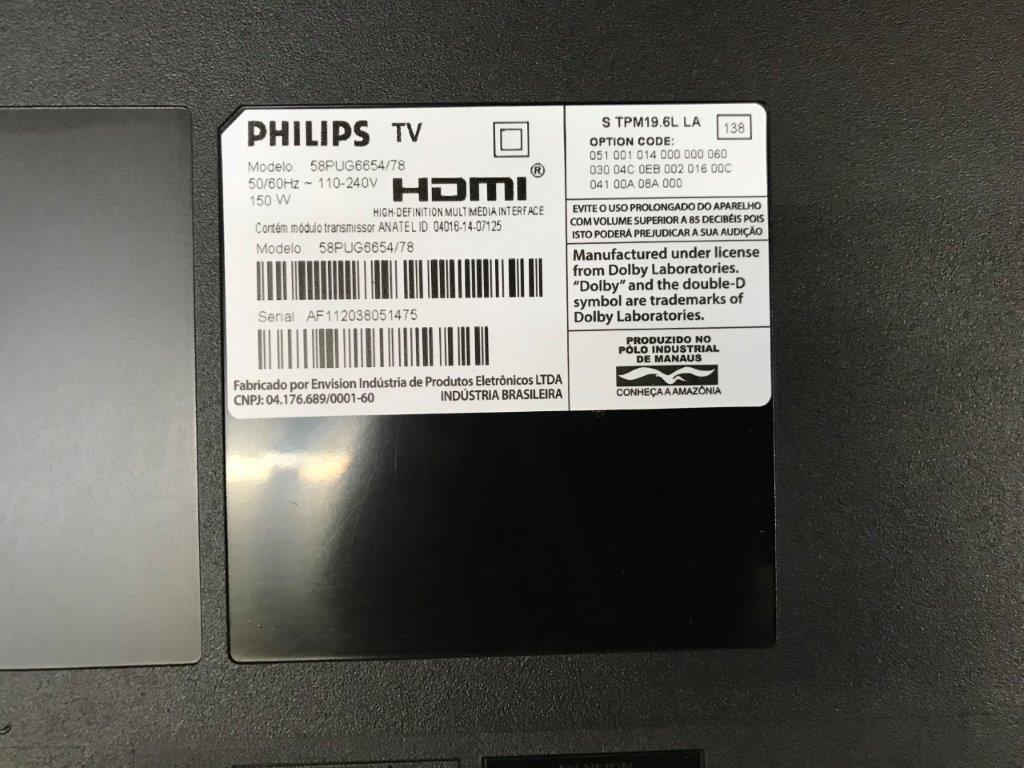 PHILIPS TV
Modelo: 58PUG6654/78
50/60Hz ~ 110-240V
150 W
HDMI®
HIGH-DEFINITION MULTIMEDIA INTERFACE
Contém módulo transmissor ANATEL ID 04016-14-07125
Modelo: 58PUG6654/78
Serial: AF112038051475
Fabricado por Envision Indústria de Produtos Eletrônicos LTDA
CNPJ: 04.176.689/0001-60 INDÚSTRIA BRASILEIRA
S TPM19.6L LA 138
OPTION CODE:
051 001 014 000 000 060
030 04C 0EB 002 016 00C
041 00A 08A 000
EVITE O USO PROLONGADO DO APARELHO
COM VOLUME SUPERIOR A 85 DECIBÉIS POIS
ISTO PODERÁ PREJUDICAR A SUA AUDIÇÃO
Manufactured under license
from Dolby Laboratories.
“Dolby” and the double-D
symbol are trademarks of
Dolby Laboratories.
PRODUZIDO NO
PÓLO INDUSTRIAL
DE MANAUS
CONHEÇA A AMAZÔNIA